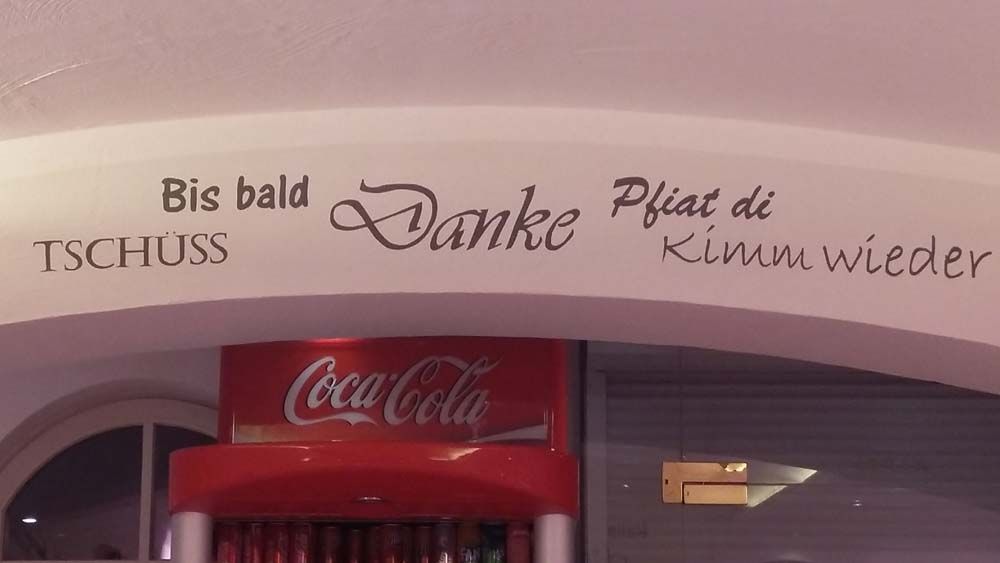 Bis bald
TSCHÜSS
Danke
Pfiat di
Kimm wieder
Coca-Cola